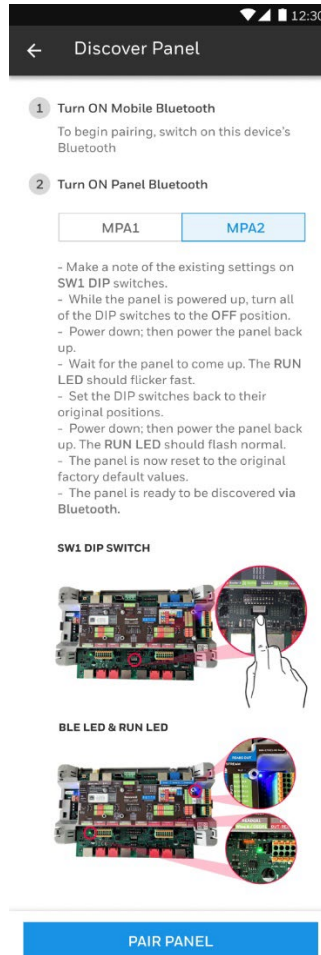 12:30
Discover Panel
1 Turn ON Mobile Bluetooth
To begin pairing, switch on this device's
Bluetooth
2 Turn ON Panel Bluetooth
MPA1 MPA2
- Make a note of the existing settings on
SW1 DIP switches.
- While the panel is powered up, turn all
of the DIP switches to the OFF position.
- Power down; then power the panel back
up.
- Wait for the panel to come up. The RUN
LED should flicker fast.
- Set the DIP switches back to their
original positions.
- Power down; then power the panel back
up. The RUN LED should flash normal.
- The panel is now reset to the original
factory default values.
- The panel is ready to be discovered via
Bluetooth.
SW1 DIP SWITCH
BLE LED & RUN LED
PAIR PANEL